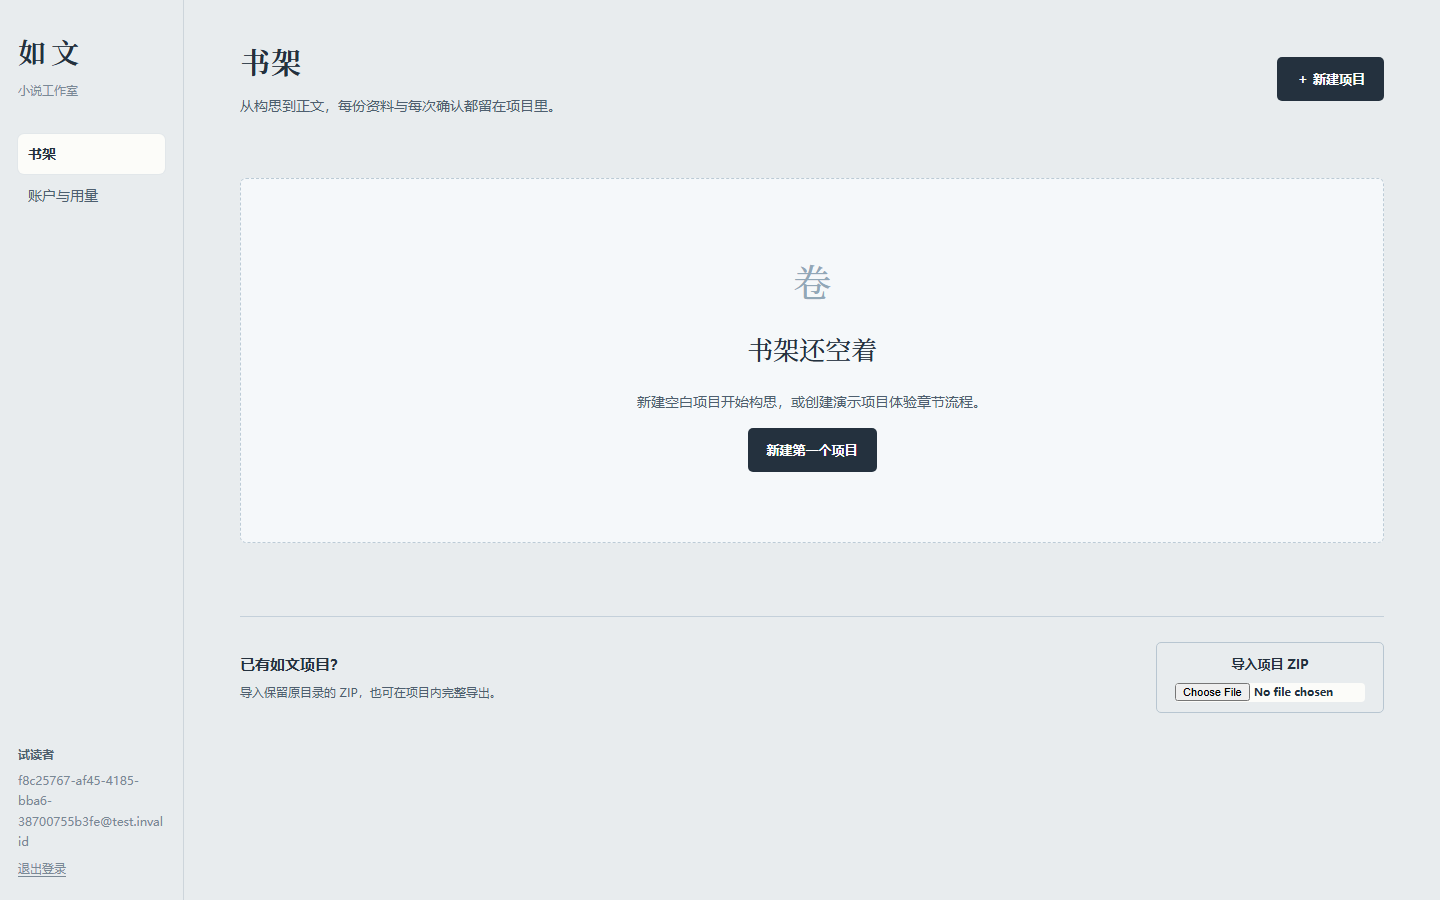 如文
小说工作室
书架
账户与用量
书架
从构思到正文，每份资料与每次确认都留在项目里。
+ 新建项目
卷
书架还空着
新建空白项目开始构思，或创建演示项目体验章节流程。
新建第一个项目
已有如文项目？
导入保留原目录的 ZIP，也可在项目内完整导出。
导入项目 ZIP
Choose File No file chosen
试读者
f8c25767-af45-4185-
bba6-
38700755b3fe@test.inval
id
退出登录